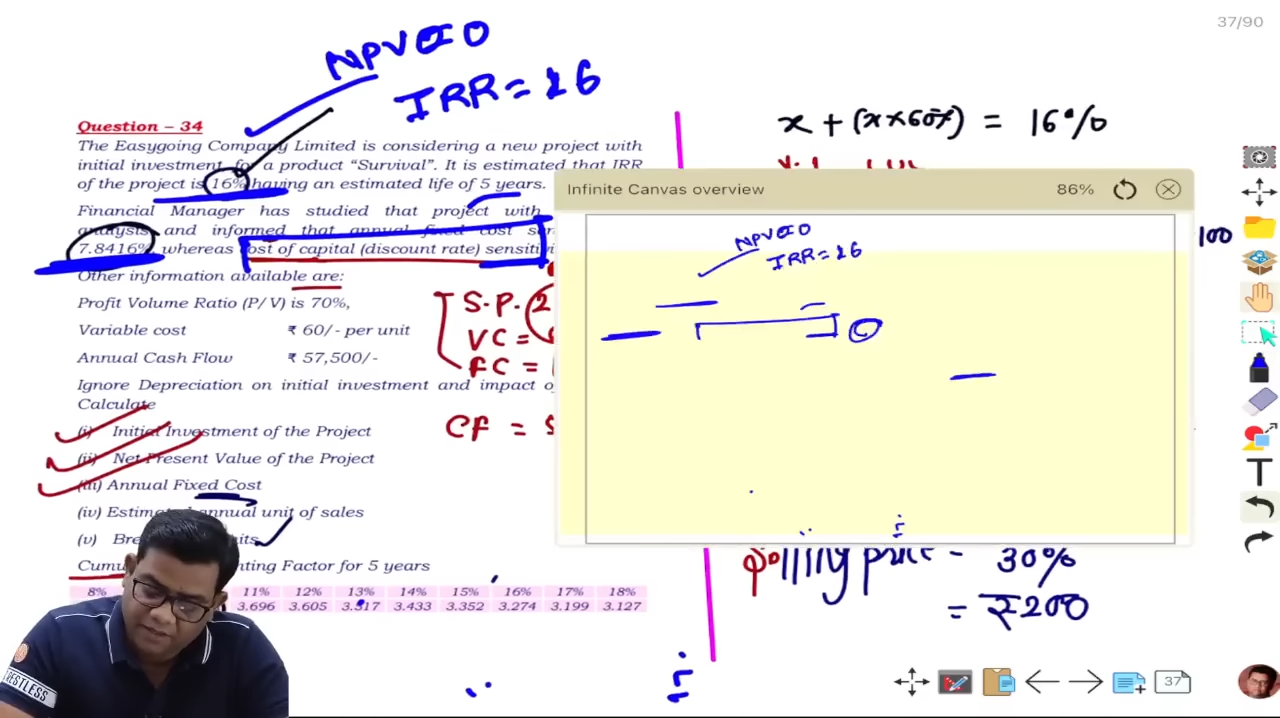 37/90
NPV = 0
IRR = 16
Question – 34
The Easygoing Company Limited is considering a new project with
initial investment, for a product “Survival”. It is estimated that IRR
of the project is 16% having an estimated life of 5 years.
Financial Manager has studied that project with
analysis and informed that annual fixed cost
7.8416%, whereas cost of capital (discount rate)
Other information available are:
Profit Volume Ratio (P/V) is 70%,
Variable cost ₹ 60/- per unit
Annual Cash Flow ₹ 57,500/-
Ignore Depreciation on initial investment and impact
Calculate
(i) Initial Investment of the Project
(ii) Net Present Value of the Project
(iii) Annual Fixed Cost
(iv) Estimated annual unit of sales
(v)
for 5 years
8% 11% 12% 13% 14% 15% 16% 17% 18%
3.696 3.605 3.517 3.433 3.352 3.274 3.199 3.127
S.P. 2
VC =
FC =
CF = S
x + (x × 60%) = 16%
Infinite Canvas overview 86%
NPV = 0
IRR = 16
100
Selling price = 30%
= ₹200
37
RESTLESS